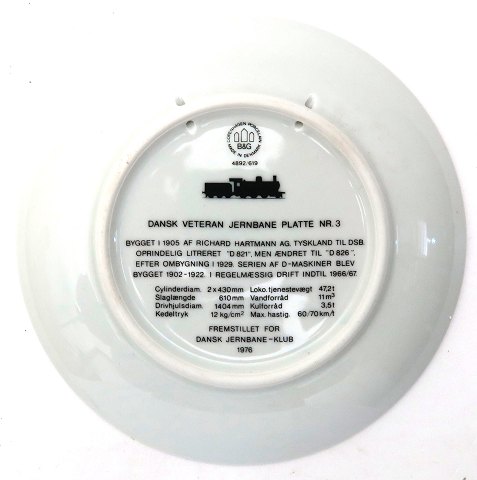 COPENHAGEN PORCELAIN
B&G
MADE IN DENMARK
4892/619
DANSK VETERAN JERNBANE PLATTE NR. 3
BYGGET I 1905 AF RICHARD HARTMANN AG. TYSKLAND TIL DSB.
OPRINDELIG LITRERET "D 821", MEN ÆNDRET TIL "D 826",
EFTER OMBYGNING I 1929. SERIEN AF D-MASKINER BLEV
BYGGET 1902-1922. I REGELMÆSSIG DRIFT INDTIL 1966/67.
Cylinderdiam. 2 x 430mm Loko. tjenestevægt 47,2t
Slaglængde 610mm Vandforråd 11m³
Drivhjulsdiam. 1404mm Kulforråd 3,5t
Kedeltryk 12 kg/cm² Max. hastig. 60/70km/t
FREMSTILLET FOR
DANSK JERNBANE-KLUB
1976